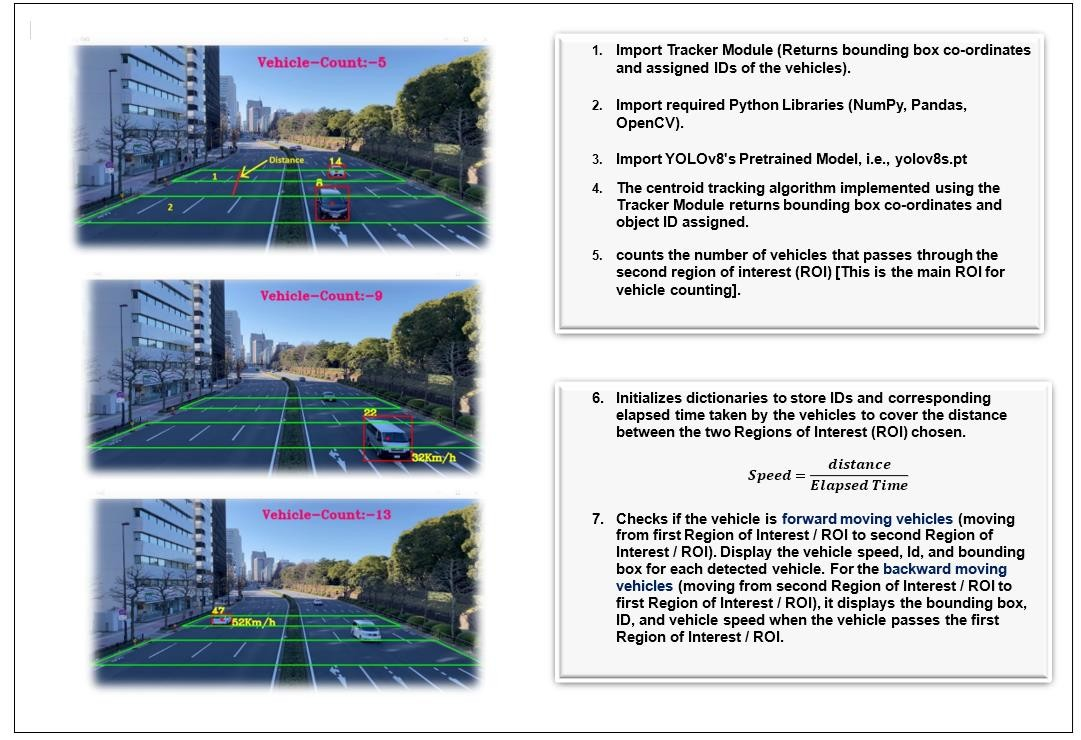 Vehicle-Count:-5
Distance
14
1
8
2
Vehicle-Count:-9
22
32Km/h
Vehicle-Count:-13
47
52Km/h
1. Import Tracker Module (Returns bounding box co-ordinates
and assigned IDs of the vehicles).
2. Import required Python Libraries (NumPy, Pandas,
OpenCV).
3. Import YOLOv8's Pretrained Model, i.e., yolov8s.pt
4. The centroid tracking algorithm implemented using the
Tracker Module returns bounding box co-ordinates and
object ID assigned.
5. counts the number of vehicles that passes through the
second region of interest (ROI) [This is the main ROI for
vehicle counting].
6. Initializes dictionaries to store IDs and corresponding
elapsed time taken by the vehicles to cover the distance
between the two Regions of Interest (ROI) chosen.
distance
Speed =
Elapsed Time
7. Checks if the vehicle is forward moving vehicles (moving
from first Region of Interest / ROI to second Region of
Interest / ROI). Display the vehicle speed, Id, and bounding
box for each detected vehicle. For the backward moving
vehicles (moving from second Region of Interest / ROI to
first Region of Interest / ROI), it displays the bounding box,
ID, and vehicle speed when the vehicle passes the first
Region of Interest / ROI.